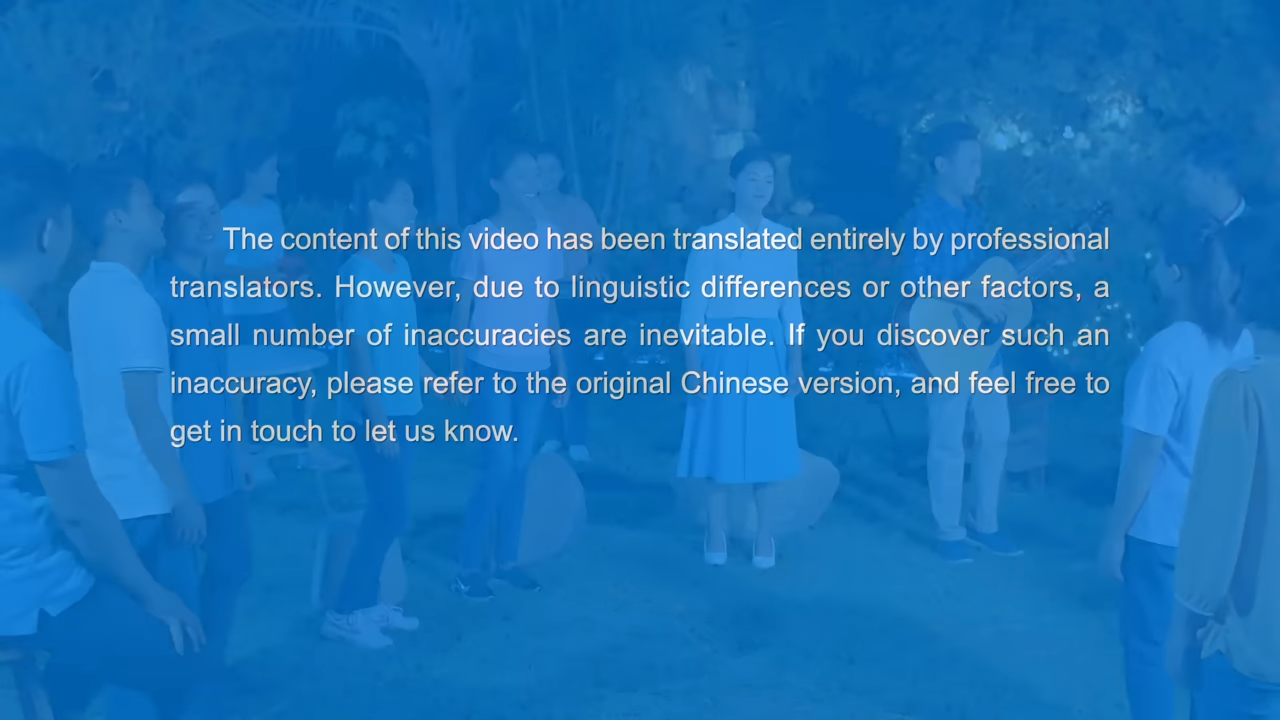 The content of this video has been translated entirely by professional
translators. However, due to linguistic differences or other factors, a
small number of inaccuracies are inevitable. If you discover such an
inaccuracy, please refer to the original Chinese version, and feel free to
get in touch to let us know.